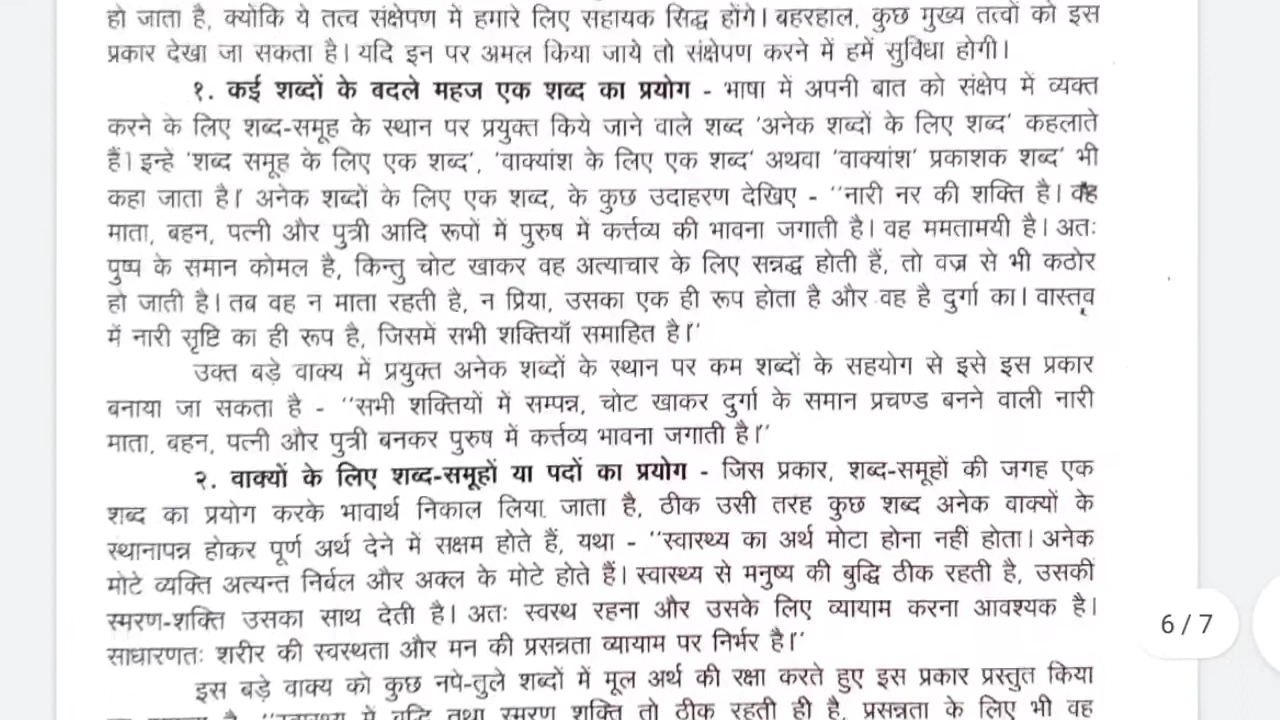 हो जाता है, क्योकि ये तत्व संक्षेपण में हमारे लिए सहायक सिद्ध होंगे। बहरहाल, कुछ मुख्य तत्वों को इस
प्रकार देखा जा सकता है। यदि इन पर अमल किया जाये तो संक्षेपण करने में हमें सुविधा होगी।
१. कई शब्दों के बदले महज एक शब्द का प्रयोग - भाषा में अपनी बात को संक्षेप में व्यक्त
करने के लिए शब्द-समूह के स्थान पर प्रयुक्त किये जाने वाले शब्द 'अनेक शब्दों के लिए शब्द' कहलाते
हैं। इन्हे 'शब्द समूह के लिए एक शब्द', 'वाक्यांश के लिए एक शब्द' अथवा 'वाक्यांश' प्रकाशक शब्द' भी
कहा जाता है।' अनेक शब्दों के लिए एक शब्द, के कुछ उदाहरण देखिए - ''नारी नर की शक्ति है। वह
माता, बहन, पत्नी और पुत्री आदि रूपों में पुरुष में कर्त्तव्य की भावना जगाती है। वह ममतामयी है। अतः
पुष्प के समान कोमल है, किन्तु चोट खाकर वह अत्याचार के लिए सन्नद्ध होती हैं, तो वज्र से भी कठोर
हो जाती है। तब वह न माता रहती है, न प्रिया, उसका एक ही रूप होता है और वह है दुर्गा का। वास्तव
में नारी सृष्टि का ही रूप है, जिसमें सभी शक्तियाँ समाहित है।''
उक्त बड़े वाक्य में प्रयुक्त अनेक शब्दों के स्थान पर कम शब्दों के सहयोग से इसे इस प्रकार
बनाया जा सकता है - ''सभी शक्तियों में सम्पन्न, चोट खाकर दुर्गा के समान प्रचण्ड बनने वाली नारी
माता, बहन, पत्नी और पुत्री बनकर पुरुष में कर्त्तव्य भावना जगाती है।''
२. वाक्यों के लिए शब्द-समूहों या पदों का प्रयोग - जिस प्रकार, शब्द-समूहों की जगह एक
शब्द का प्रयोग करके भावार्थ निकाल लिया जाता है, ठीक उसी तरह कुछ शब्द अनेक वाक्यों के
स्थानापन्न होकर पूर्ण अर्थ देने में सक्षम होते हैं, यथा - ''स्वास्थ्य का अर्थ मोटा होना नहीं होता। अनेक
मोटे व्यक्ति अत्यन्त निर्बल और अक्ल के मोटे होते हैं। स्वास्थ्य से मनुष्य की बुद्धि ठीक रहती है, उसकी
स्मरण-शक्ति उसका साथ देती है। अतः स्वस्थ रहना और उसके लिए व्यायाम करना आवश्यक है।
साधारणतः शरीर की स्वस्थता और मन की प्रसन्नता व्यायाम पर निर्भर है।''
6 / 7
इस बड़े वाक्य को कुछ नपे-तुले शब्दों में मूल अर्थ की रक्षा करते हुए इस प्रकार प्रस्तुत किया
''स्वास्थ्य में बुद्धि तथा स्मरण शक्ति तो ठीक रहती ही है, प्रसन्नता के लिए भी वह